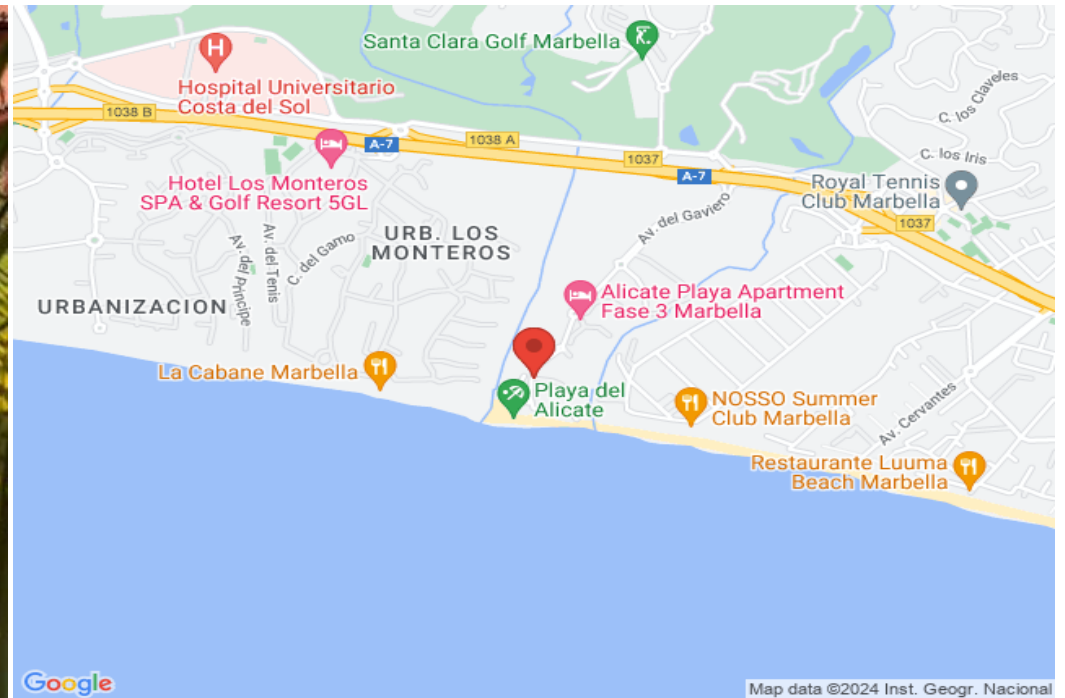 Santa Clara Golf Marbella
Hospital Universitario
Costa del Sol
1038 B
A-7
1038 A
1037
A-7
C. los Claveles
C. los Iris
Hotel Los Monteros
SPA & Golf Resort 5GL
Royal Tennis
Club Marbella
1037
URB. LOS
MONTEROS
Av. del Gaviero
Av. del Príncipe
Av. del Tenis
C. del Gamo
URBANIZACION
Alicate Playa Apartment
Fase 3 Marbella
La Cabane Marbella
Playa del
Alicate
NOSSO Summer
Club Marbella
Av. Cervantes
Restaurante Luuma
Beach Marbella
Google
Map data ©2024 Inst. Geogr. Nacional